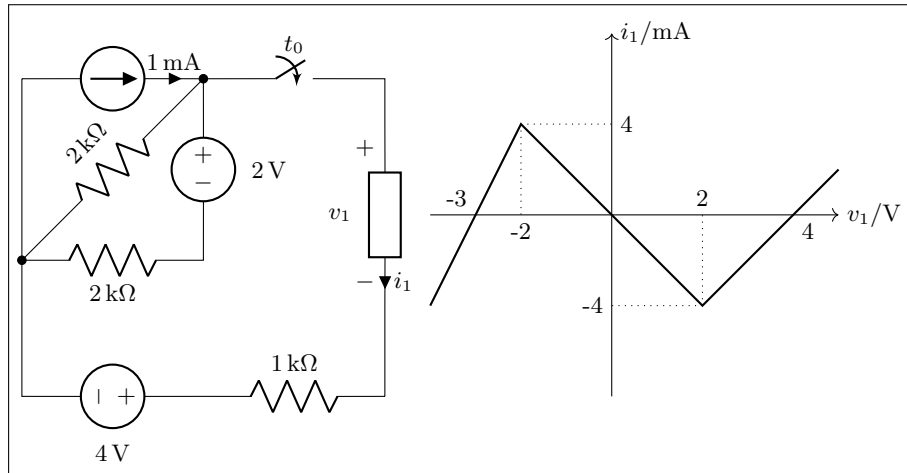 1 mA
t₀
2 kΩ
+
−
2 V
2 kΩ
+
v₁
−
i₁
1 kΩ
− +
4 V
i₁/mA
4
-3
2
-2
4
v₁/V
-4